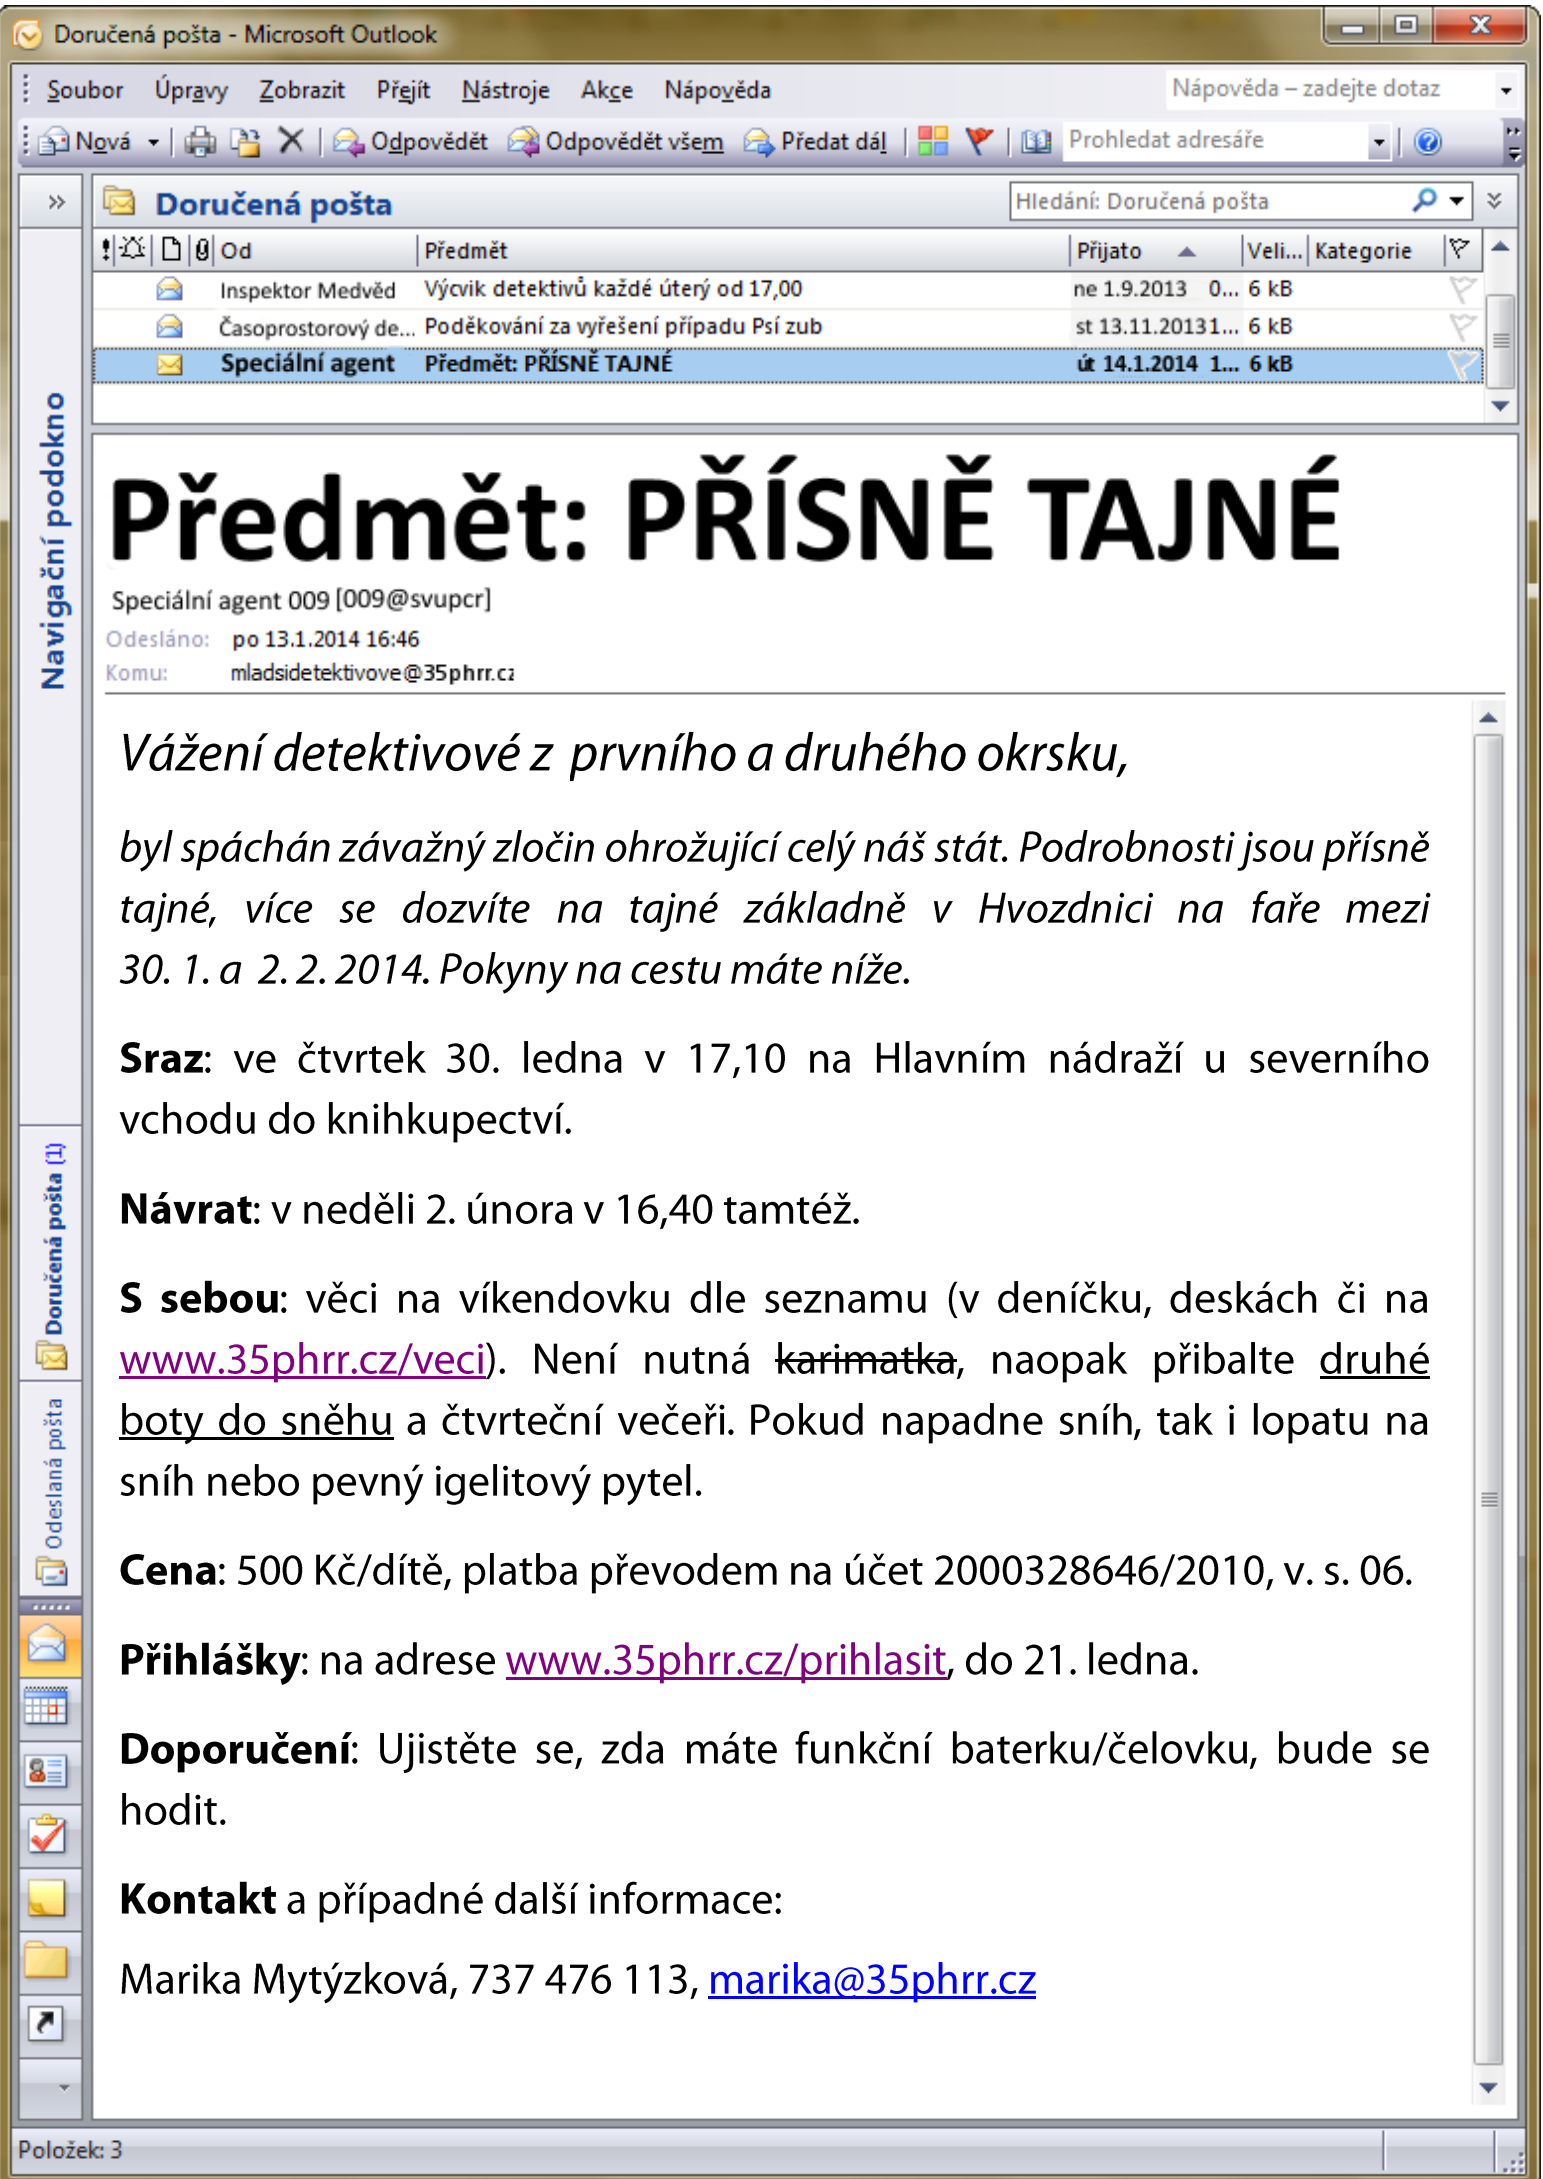 Doručená pošta - Microsoft Outlook
Soubor Úpravy Zobrazit Přejít Nástroje Akce Nápověda Nápověda – zadejte dotaz
Nová Odpovědět Odpovědět všem Předat dál Prohledat adresáře
Doručená pošta Hledání: Doručená pošta
Od Předmět Přijato Veli... Kategorie
Inspektor Medvěd Výcvik detektivů každé úterý od 17,00 ne 1.9.2013 0... 6 kB
Časoprostorový de... Poděkování za vyřešení případu Psí zub st 13.11.2013 1... 6 kB
Speciální agent Předmět: PŘÍSNĚ TAJNÉ út 14.1.2014 1... 6 kB
Navigační podokno
Doručená pošta (1)
Odeslaná pošta
Předmět: PŘÍSNĚ TAJNÉ
Speciální agent 009 [009@svupcr]
Odesláno: po 13.1.2014 16:46
Komu: mladsidetektivove@35phrr.cz
Vážení detektivové z prvního a druhého okrsku,
byl spáchán závažný zločin ohrožující celý náš stát. Podrobnosti jsou přísně
tajné, více se dozvíte na tajné základně v Hvozdnici na faře mezi
30. 1. a 2. 2. 2014. Pokyny na cestu máte níže.
Sraz: ve čtvrtek 30. ledna v 17,10 na Hlavním nádraží u severního
vchodu do knihkupectví.
Návrat: v neděli 2. února v 16,40 tamtéž.
S sebou: věci na víkendovku dle seznamu (v deníčku, deskách či na
www.35phrr.cz/veci). Není nutná karimatka, naopak přibalte druhé
boty do sněhu a čtvrteční večeři. Pokud napadne sníh, tak i lopatu na
sníh nebo pevný igelitový pytel.
Cena: 500 Kč/dítě, platba převodem na účet 2000328646/2010, v. s. 06.
Přihlášky: na adrese www.35phrr.cz/prihlasit, do 21. ledna.
Doporučení: Ujistěte se, zda máte funkční baterku/čelovku, bude se
hodit.
Kontakt a případné další informace:
Marika Mytýzková, 737 476 113, marika@35phrr.cz
Položek: 3